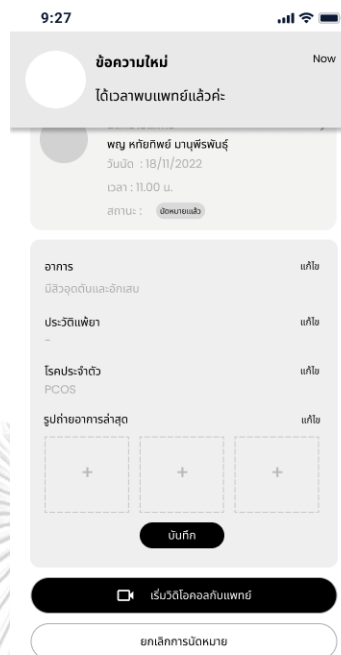 9:27
ข้อความใหม่
Now
ได้เวลาพบแพทย์แล้วค่ะ
พญ หทัยทิพย์ มานุพีรพันธุ์
วันนัด : 18/11/2022
เวลา : 11.00 น.
สถานะ : นัดหมายแล้ว
อาการ แก้ไข
มีสิวอุดตันและอักเสบ
ประวัติแพ้ยา แก้ไข
-
โรคประจำตัว แก้ไข
PCOS
รูปถ่ายอาการล่าสุด แก้ไข
+ + +
บันทึก
เริ่มวิดีโอคอลกับแพทย์
ยกเลิกการนัดหมาย